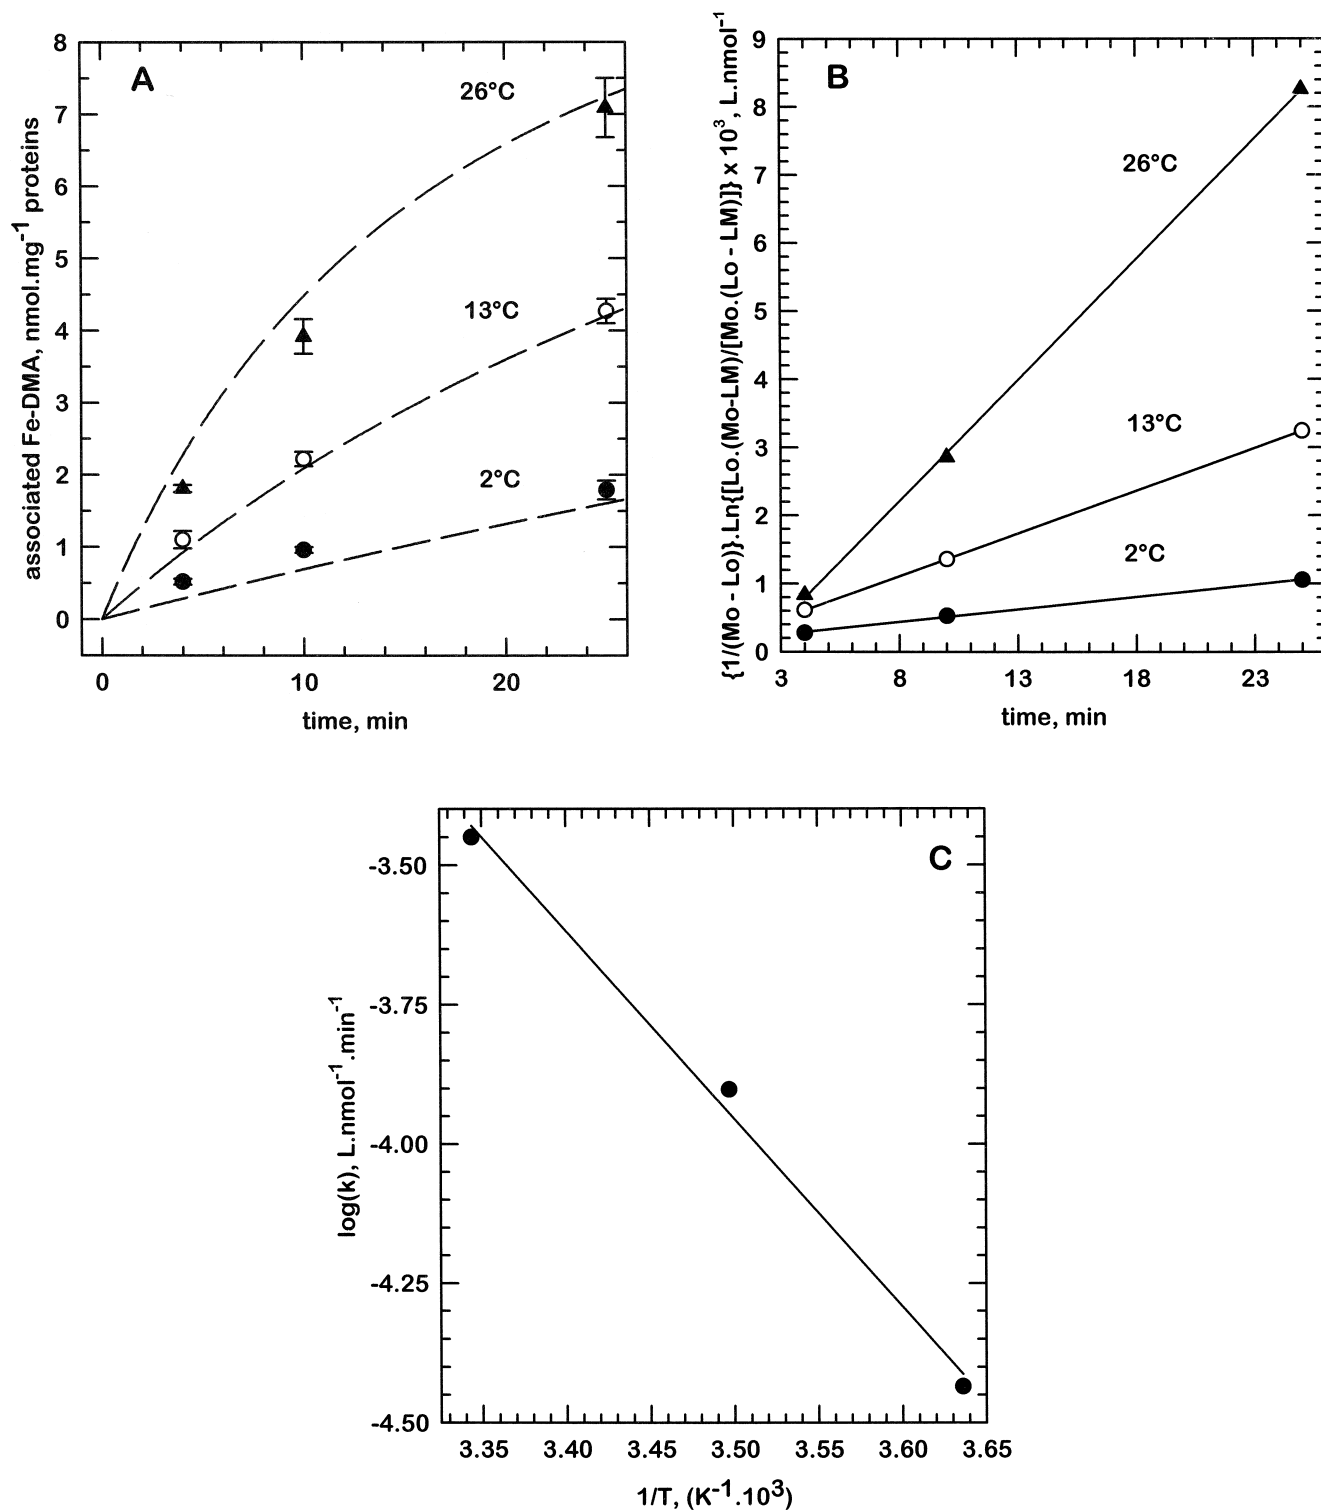 A
associated Fe-DMA, nmol.mg⁻¹ proteins
8
7
6
5
4
3
2
1
0
26°C
13°C
2°C
0 10 20
time, min
B
{1/(Mo - Lo)}.Ln{[Lo.(Mo-LM)/[Mo.(Lo - LM)]} x 10³, L.nmol⁻¹
9
8
7
6
5
4
3
2
1
0
26°C
13°C
2°C
3 8 13 18 23
time, min
C
log(k), L.nmol⁻¹.min⁻¹
-3.50
-3.75
-4.00
-4.25
-4.50
3.35 3.40 3.45 3.50 3.55 3.60 3.65
1/T, (K⁻¹.10³)